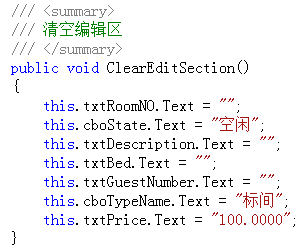 /// <summary>
/// 清空编辑区
/// </summary>
public void ClearEditSection()
{
    this.txtRoomNO.Text = "";
    this.cboState.Text = "空闲";
    this.txtDescription.Text = "";
    this.txtBed.Text = "";
    this.txtGuestNumber.Text = "";
    this.cboTypeName.Text = "标间";
    this.txtPrice.Text = "100.0000";
}